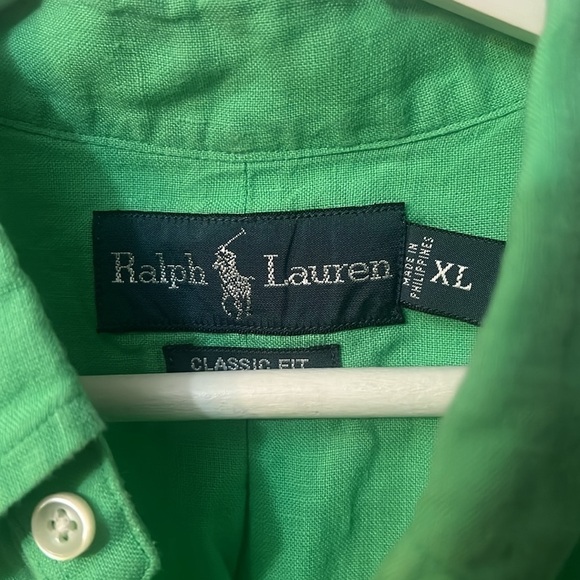 Ralph Lauren
MADE IN
PHILIPPINES
XL
CLASSIC FIT